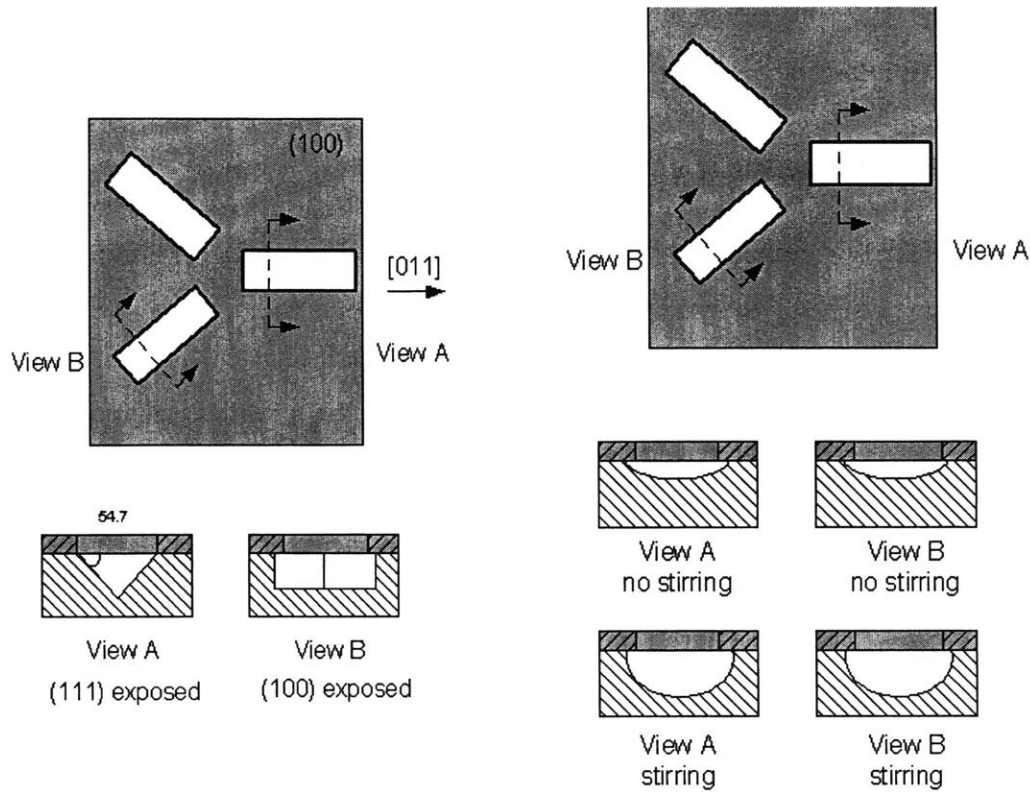 (100)
[011]
View B
View A
54.7
View A
(111) exposed
View B
(100) exposed
View B
View A
View A
no stirring
View B
no stirring
View A
stirring
View B
stirring